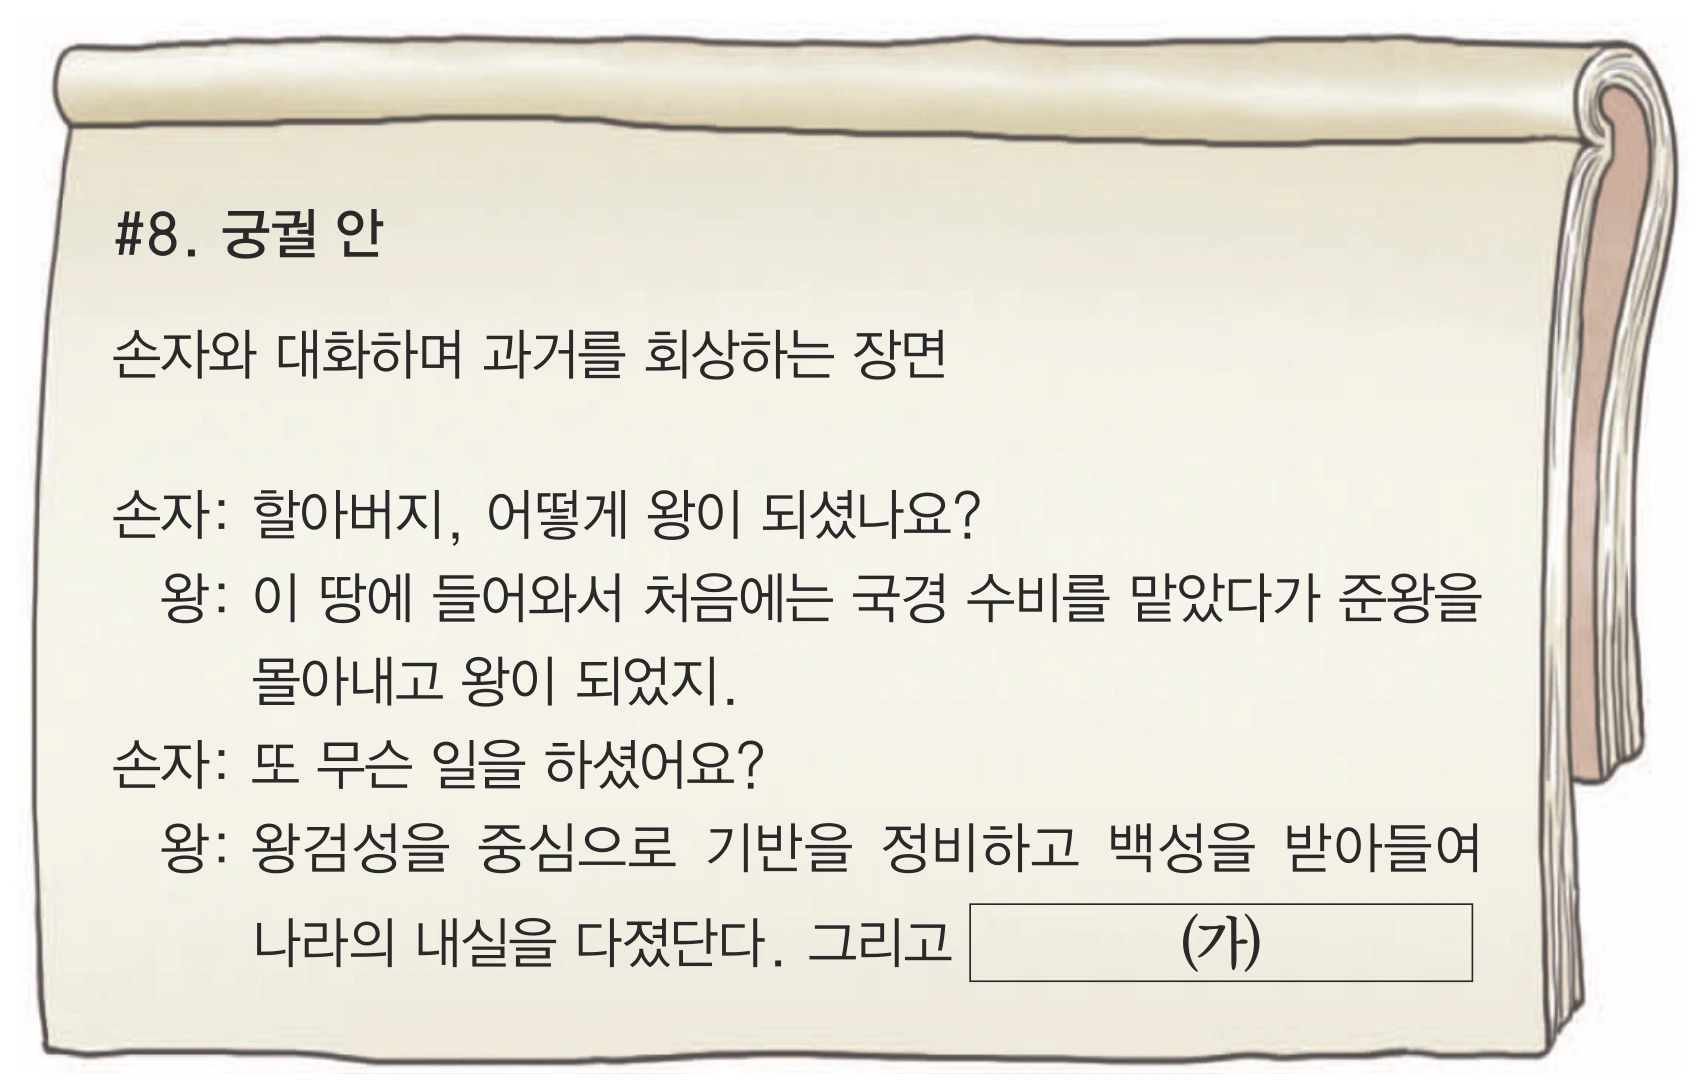 #8. 궁궐 안
손자와 대화하며 과거를 회상하는 장면
손자: 할아버지, 어떻게 왕이 되셨나요?
왕: 이 땅에 들어와서 처음에는 국경 수비를 맡았다가 준왕을
몰아내고 왕이 되었지.
손자: 또 무슨 일을 하셨어요?
왕: 왕검성을 중심으로 기반을 정비하고 백성을 받아들여
나라의 내실을 다졌단다. 그리고 (가)